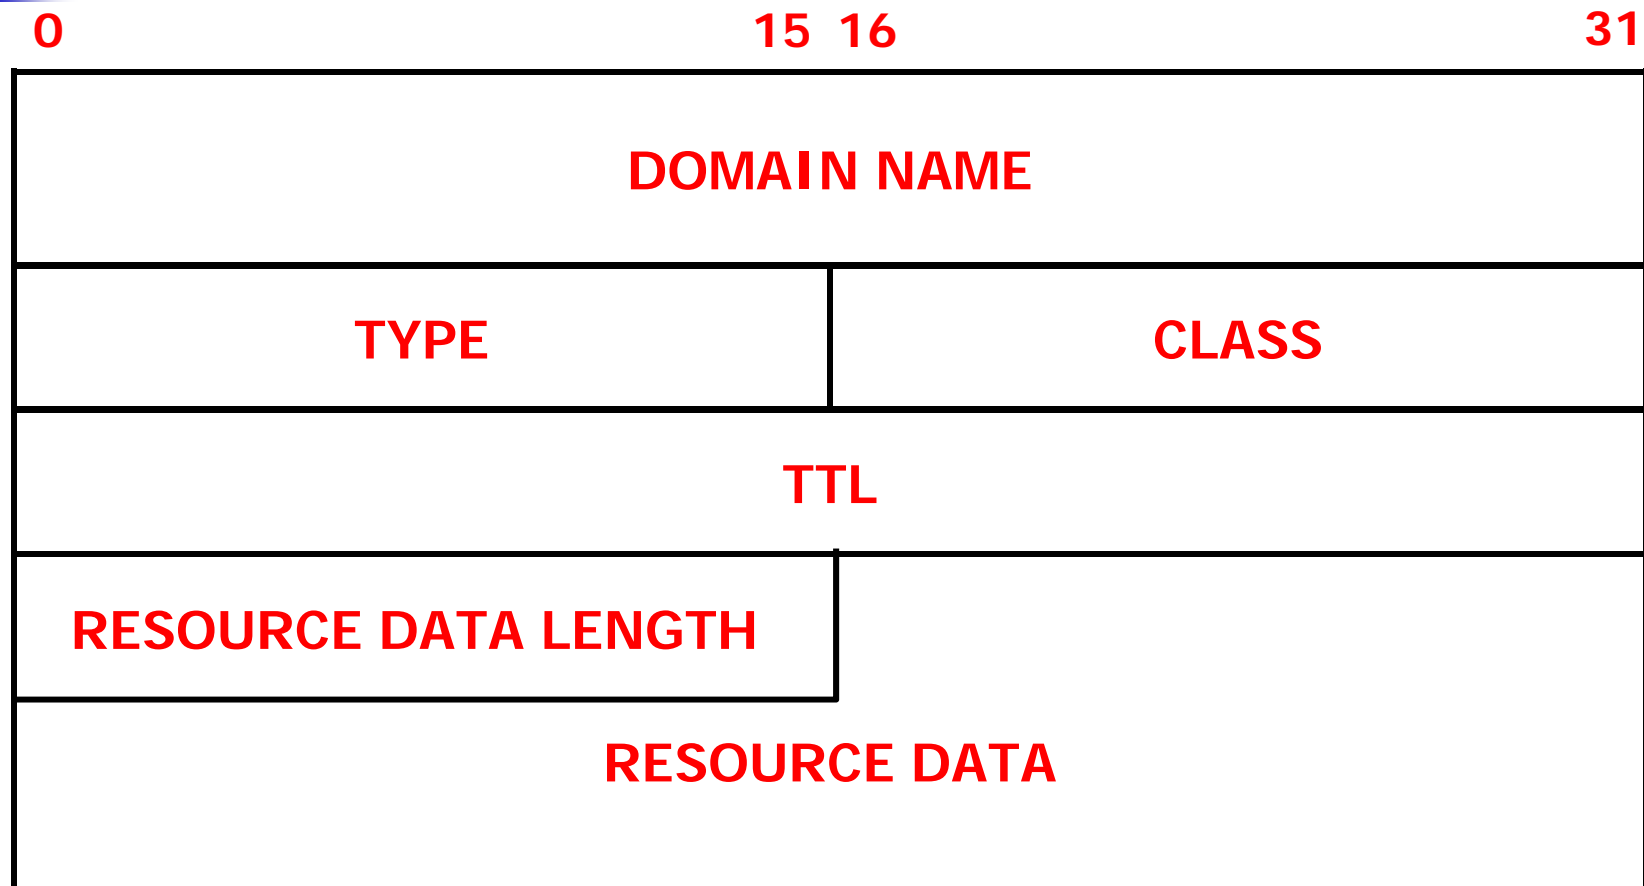 0 15 16 31
DOMAIN NAME
TYPE CLASS
TTL
RESOURCE DATA LENGTH
RESOURCE DATA